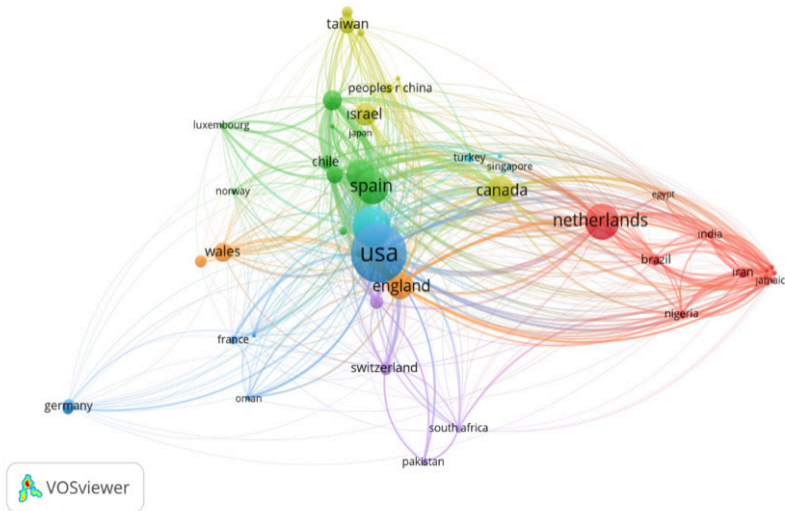 taiwan
peoples r china
israel
japan
luxembourg
chile
turkey
singapore
spain
canada
norway
egypt
netherlands
india
wales
usa
brazil
iran
jamaic
england
nigeria
france
switzerland
oman
germany
south africa
pakistan
VOSviewer